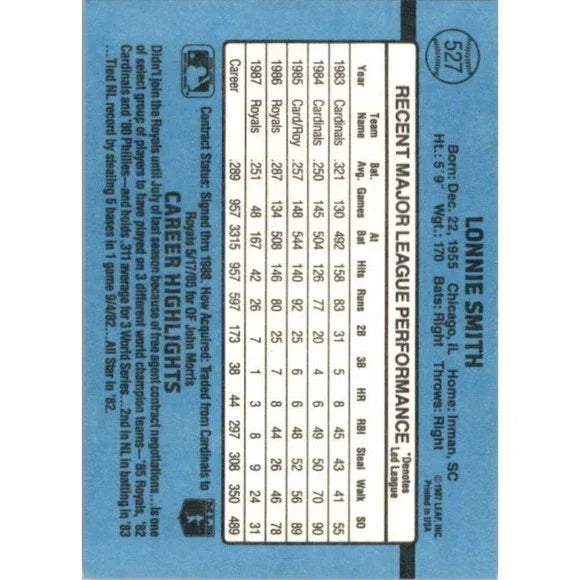 527
LONNIE SMITH
Born: Dec. 22, 1955 Chicago, IL Home: Inman, SC
Ht.: 5'9" Wgt.: 170 Bats: Right Throws: Right
©1987 LEAF, INC.
Printed in USA
RECENT MAJOR LEAGUE PERFORMANCE *Denotes Led League
Year Team Name Bat. Avg. Games At Bat Hits Runs 2B 3B HR RBI Steal Walk SO
1983 Cardinals .321 130 492 158 83 31 5 8 45 43 41 55
1984 Cardinals .250 145 504 126 77 20 4 6 49 50 70 90
1985 Card/Roy .257 148 544 140 92 25 6 6 48 52 56 89
1986 Royals .287 134 508 146 80 25 7 8 44 26 46 78
1987 Royals .251 48 167 42 26 7 1 3 8 9 24 31
Career .289 957 3315 957 597 173 38 44 297 308 350 489
Contract Status: Signed thru 1988, Now Acquired: Traded from Cardinals to
Royals 5/17/85 for OF John Morris
CAREER HIGHLIGHTS
Didn't join the Royals until July of last season because of free agent contract negotiations...Is one
of select group of players to have played on 3 different world champion teams—'85 Royals, '82
Cardinals and '80 Phillies—and holds .311 average for 3 World Series...2nd in NL in batting in '83
...Tied NL record by stealing 5 bases in 1 game 9/4/82...All Star in '82.